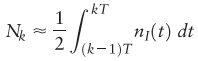 N_k ≈ \frac{1}{2} \int_{(k-1)T}^{kT} n_I(t) dt